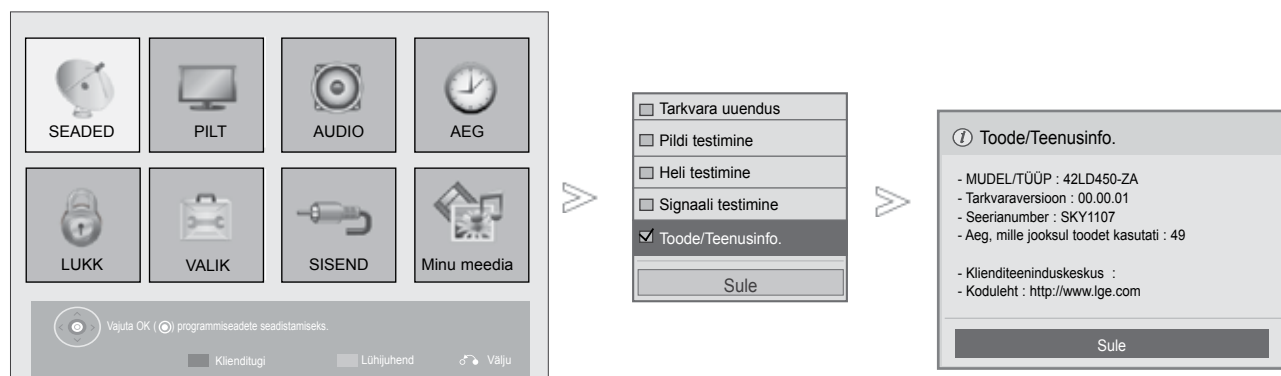 SEADED
PILT
AUDIO
AEG
LUKK
VALIK
SISEND
Minu meedia
Vajuta OK (◉) programmiseadete seadistamiseks.
Klienditugi
Lühijuhend
Välju
Tarkvara uuendus
Pildi testimine
Heli testimine
Signaali testimine
Toode/Teenusinfo.
Sule
Toode/Teenusinfo.
- MUDEL/TÜÜP : 42LD450-ZA
- Tarkvaraversioon : 00.00.01
- Seerianumber : SKY1107
- Aeg, mille jooksul toodet kasutati : 49
- Klienditeeninduskeskus :
- Koduleht : http://www.lge.com
Sule